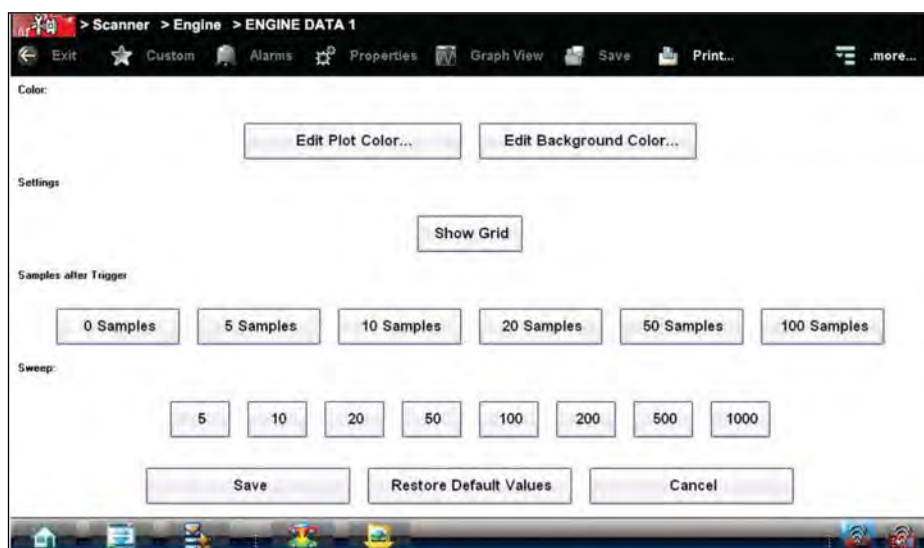 > Scanner > Engine > ENGINE DATA 1
Exit Custom Alarms Properties Graph View Save Print... .more...
Color:
Edit Plot Color... Edit Background Color...
Settings
Show Grid
Samples after Trigger
0 Samples 5 Samples 10 Samples 20 Samples 50 Samples 100 Samples
Sweep:
5 10 20 50 100 200 500 1000
Save Restore Default Values Cancel